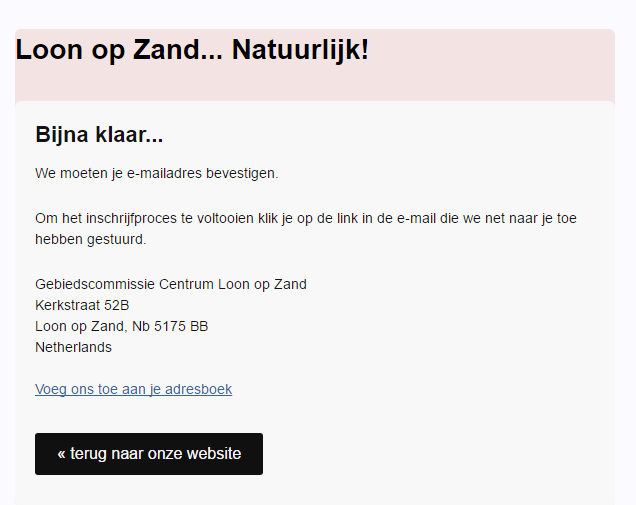 Loon op Zand... Natuurlijk!
Bijna klaar...
We moeten je e-mailadres bevestigen.
Om het inschrijfproces te voltooien klik je op de link in de e-mail die we net naar je toe
hebben gestuurd.
Gebiedscommissie Centrum Loon op Zand
Kerkstraat 52B
Loon op Zand, Nb 5175 BB
Netherlands
Voeg ons toe aan je adresboek
« terug naar onze website